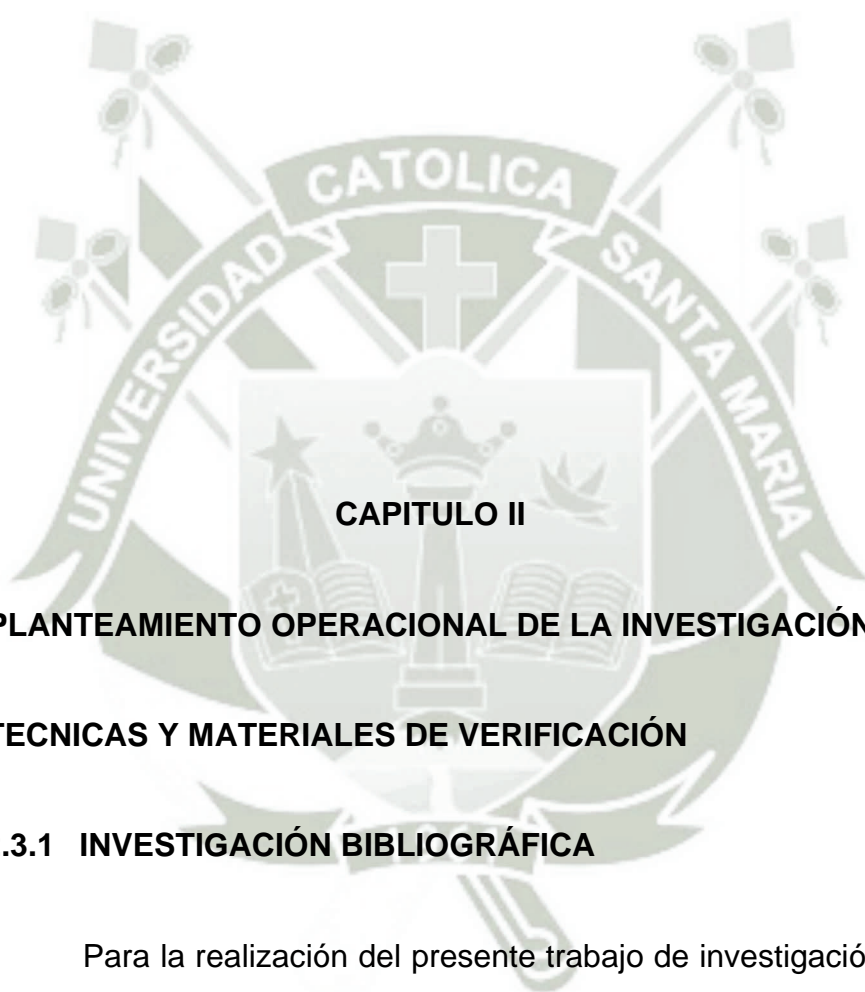 UNIVERSIDAD CATOLICA SANTA MARIA
CAPITULO II
PLANTEAMIENTO OPERACIONAL DE LA INVESTIGACIÓN
TECNICAS Y MATERIALES DE VERIFICACIÓN
.3.1 INVESTIGACIÓN BIBLIOGRÁFICA
Para la realización del presente trabajo de investigació